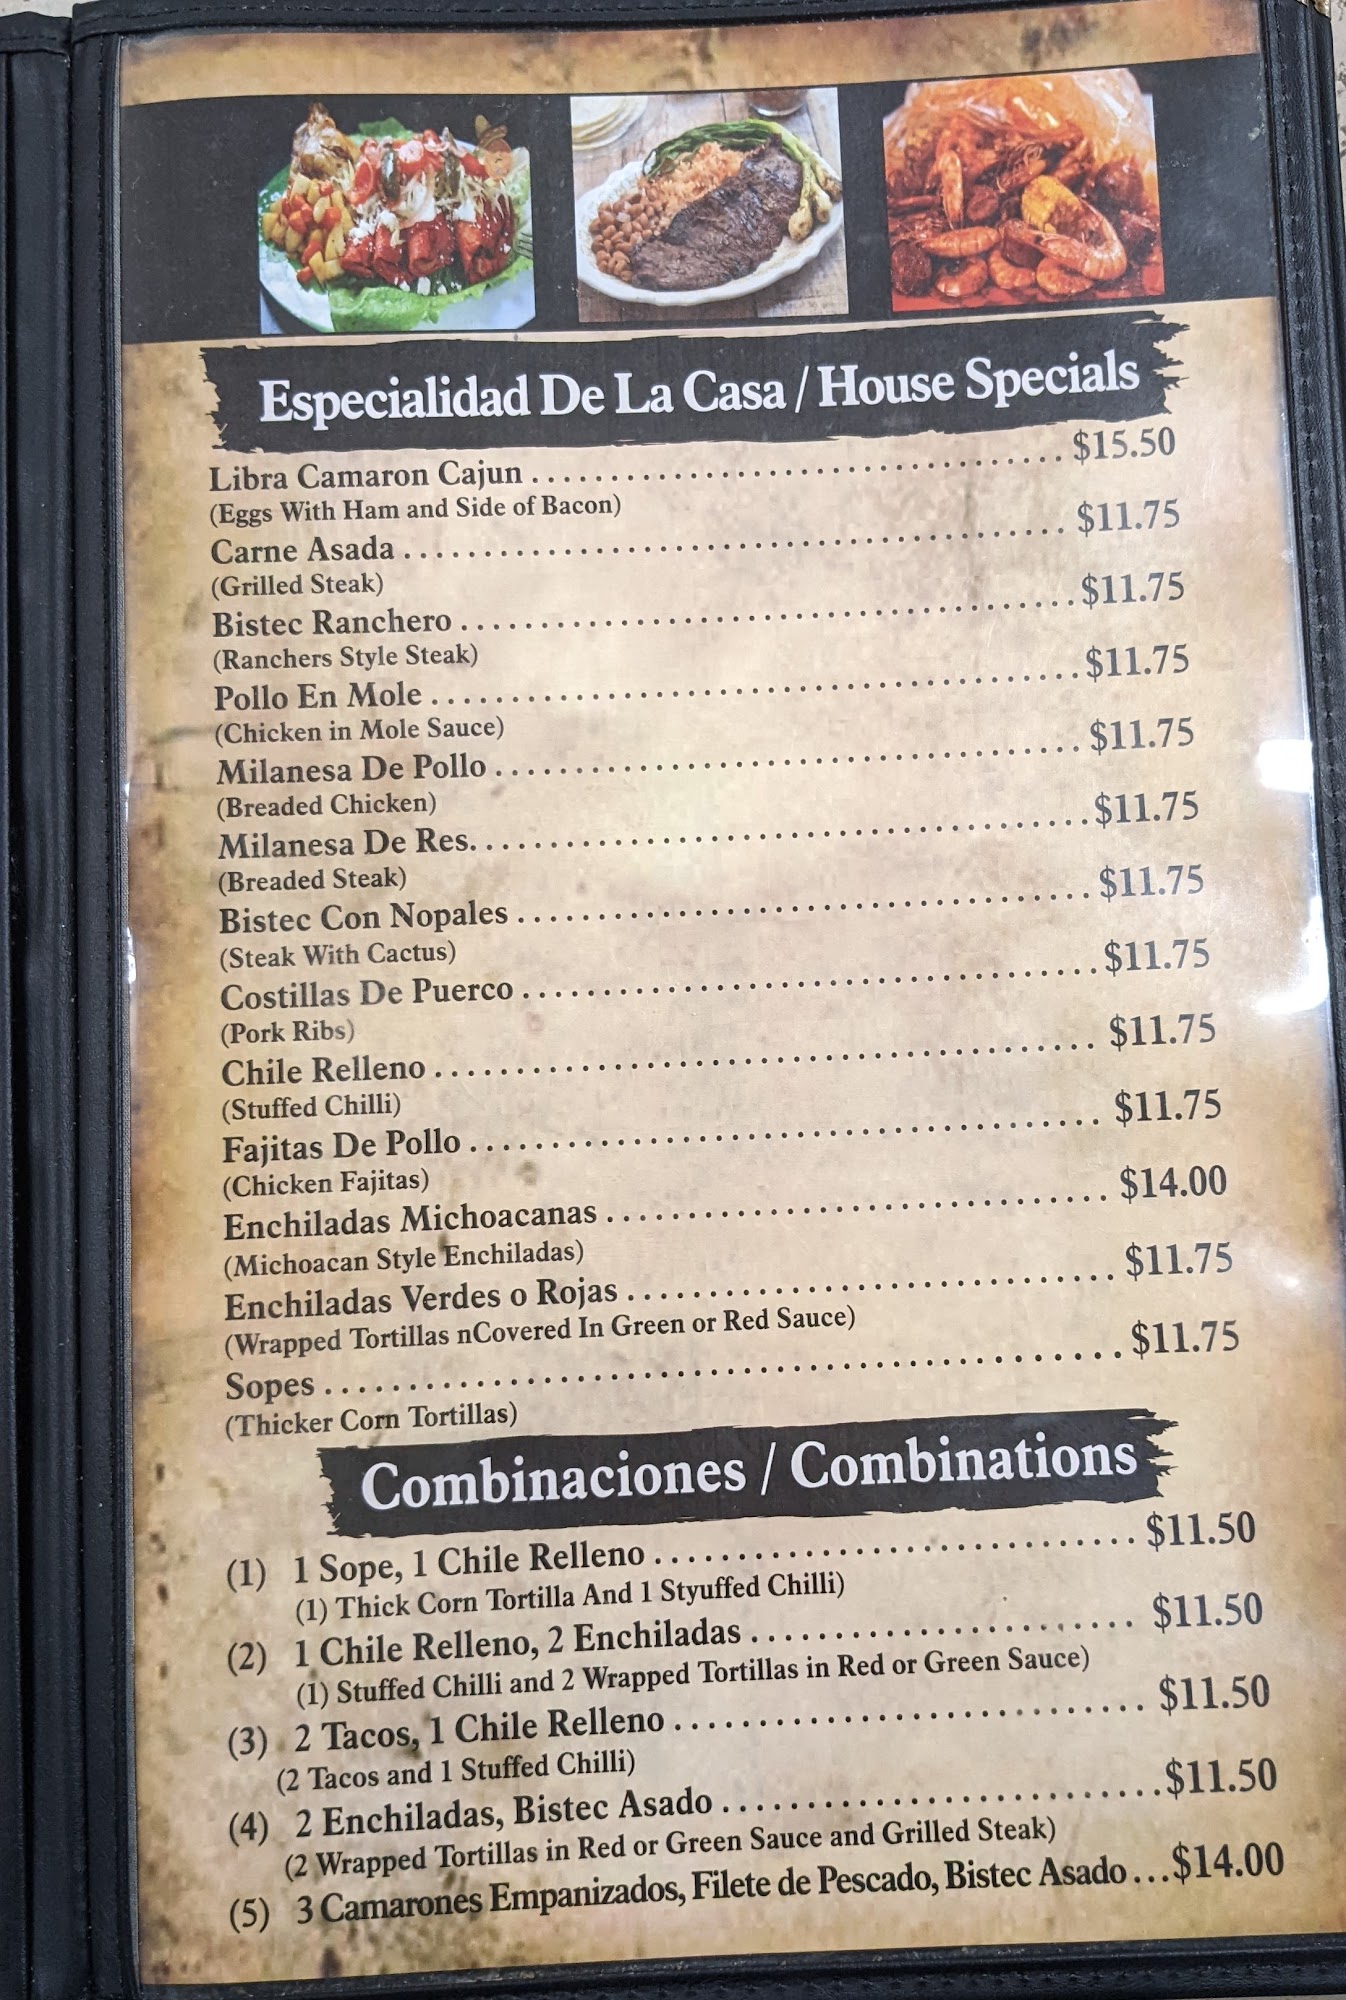 Especialidad De La Casa / House Specials
Libra Camaron Cajun . . . . . . . . . . . . . . . . . . . . . . . . . . . . . . . . . . . . . . . $15.50
(Eggs With Ham and Side of Bacon)
Carne Asada . . . . . . . . . . . . . . . . . . . . . . . . . . . . . . . . . . . . . . . $11.75
(Grilled Steak)
Bistec Ranchero . . . . . . . . . . . . . . . . . . . . . . . . . . . . . . . . . . . . . . . $11.75
(Ranchers Style Steak)
Pollo En Mole . . . . . . . . . . . . . . . . . . . . . . . . . . . . . . . . . . . . . . . $11.75
(Chicken in Mole Sauce)
Milanesa De Pollo . . . . . . . . . . . . . . . . . . . . . . . . . . . . . . . . . . . . . . . $11.75
(Breaded Chicken)
Milanesa De Res. . . . . . . . . . . . . . . . . . . . . . . . . . . . . . . . . . . . . . . $11.75
(Breaded Steak)
Bistec Con Nopales . . . . . . . . . . . . . . . . . . . . . . . . . . . . . . . . . . . . . . . $11.75
(Steak With Cactus)
Costillas De Puerco . . . . . . . . . . . . . . . . . . . . . . . . . . . . . . . . . . . . . . . $11.75
(Pork Ribs)
Chile Relleno . . . . . . . . . . . . . . . . . . . . . . . . . . . . . . . . . . . . . . . $11.75
(Stuffed Chilli)
Fajitas De Pollo . . . . . . . . . . . . . . . . . . . . . . . . . . . . . . . . . . . . . . . $11.75
(Chicken Fajitas)
Enchiladas Michoacanas . . . . . . . . . . . . . . . . . . . . . . . . . . . . . . . . . . . . . . . $14.00
(Michoacan Style Enchiladas)
Enchiladas Verdes o Rojas . . . . . . . . . . . . . . . . . . . . . . . . . . . . . . . . . . . . . . . $11.75
(Wrapped Tortillas nCovered In Green or Red Sauce)
Sopes . . . . . . . . . . . . . . . . . . . . . . . . . . . . . . . . . . . . . . . $11.75
(Thicker Corn Tortillas)
Combinaciones / Combinations
(1) 1 Sope, 1 Chile Relleno . . . . . . . . . . . . . . . . . . . . . . . . . . . . . . $11.50
(1) Thick Corn Tortilla And 1 Styuffed Chilli)
(2) 1 Chile Relleno, 2 Enchiladas . . . . . . . . . . . . . . . . . . . . . . . . $11.50
(1) Stuffed Chilli and 2 Wrapped Tortillas in Red or Green Sauce)
(3) 2 Tacos, 1 Chile Relleno . . . . . . . . . . . . . . . . . . . . . . . . . . . . . $11.50
(2 Tacos and 1 Stuffed Chilli)
(4) 2 Enchiladas, Bistec Asado . . . . . . . . . . . . . . . . . . . . . . . . . . . $11.50
(2 Wrapped Tortillas in Red or Green Sauce and Grilled Steak)
(5) 3 Camarones Empanizados, Filete de Pescado, Bistec Asado . . . $14.00